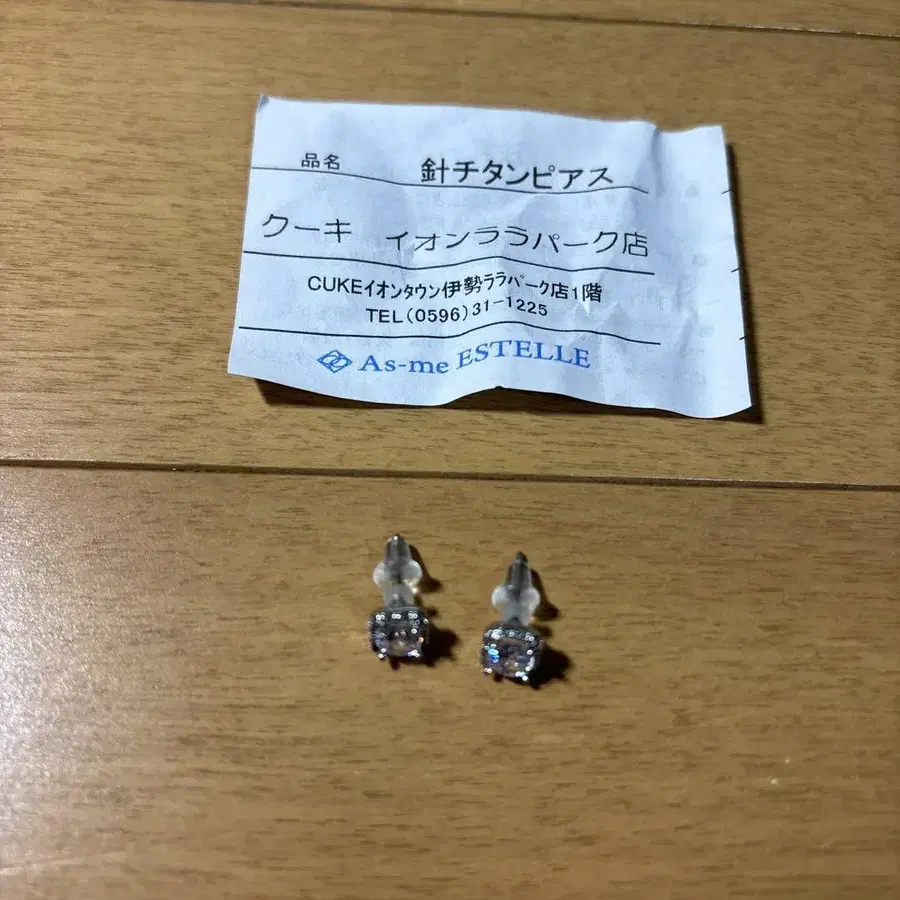 品名 針チタンピアス
クーキ イオンララパーク店
CUKEイオンタウン伊勢ララパーク店1階
TEL(0596)31-1225
As-me ESTELLE